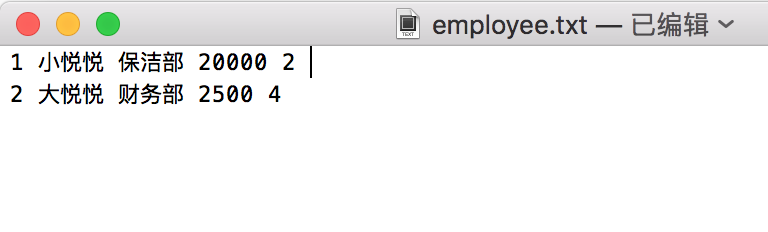 employee.txt — 已编辑
1 小悦悦 保洁部 20000 2
2 大悦悦 财务部 2500 4